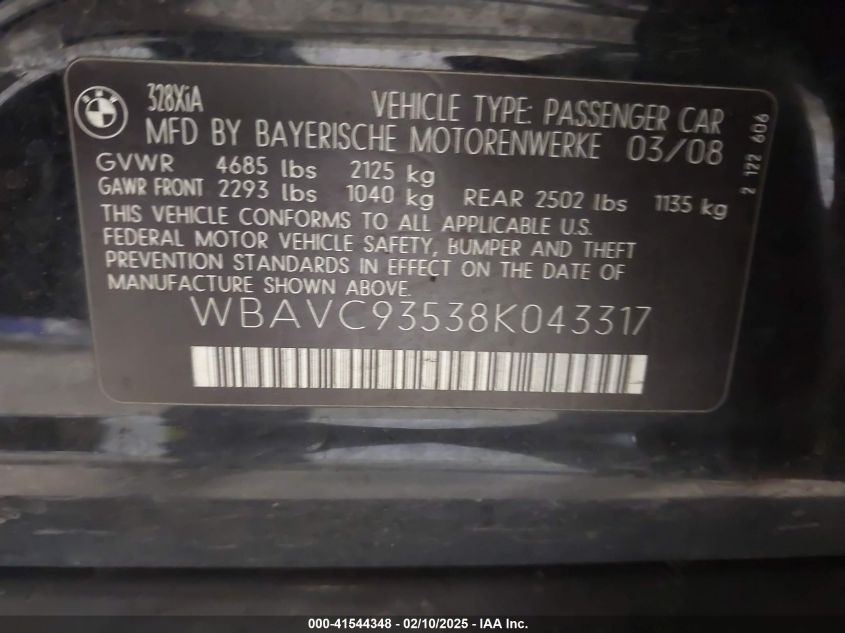 BMW
328XiA
VEHICLE TYPE: PASSENGER CAR
MFD BY BAYERISCHE MOTORENWERKE 03/08
GVWR 4685 lbs 2125 kg
GAWR FRONT 2293 lbs 1040 kg REAR 2502 lbs 1135 kg
THIS VEHICLE CONFORMS TO ALL APPLICABLE U.S.
FEDERAL MOTOR VEHICLE SAFETY, BUMPER AND THEFT
PREVENTION STANDARDS IN EFFECT ON THE DATE OF
MANUFACTURE SHOWN ABOVE.
WBAVC93538K043317
2 122 606
000-41544348 - 02/10/2025 - IAA Inc.